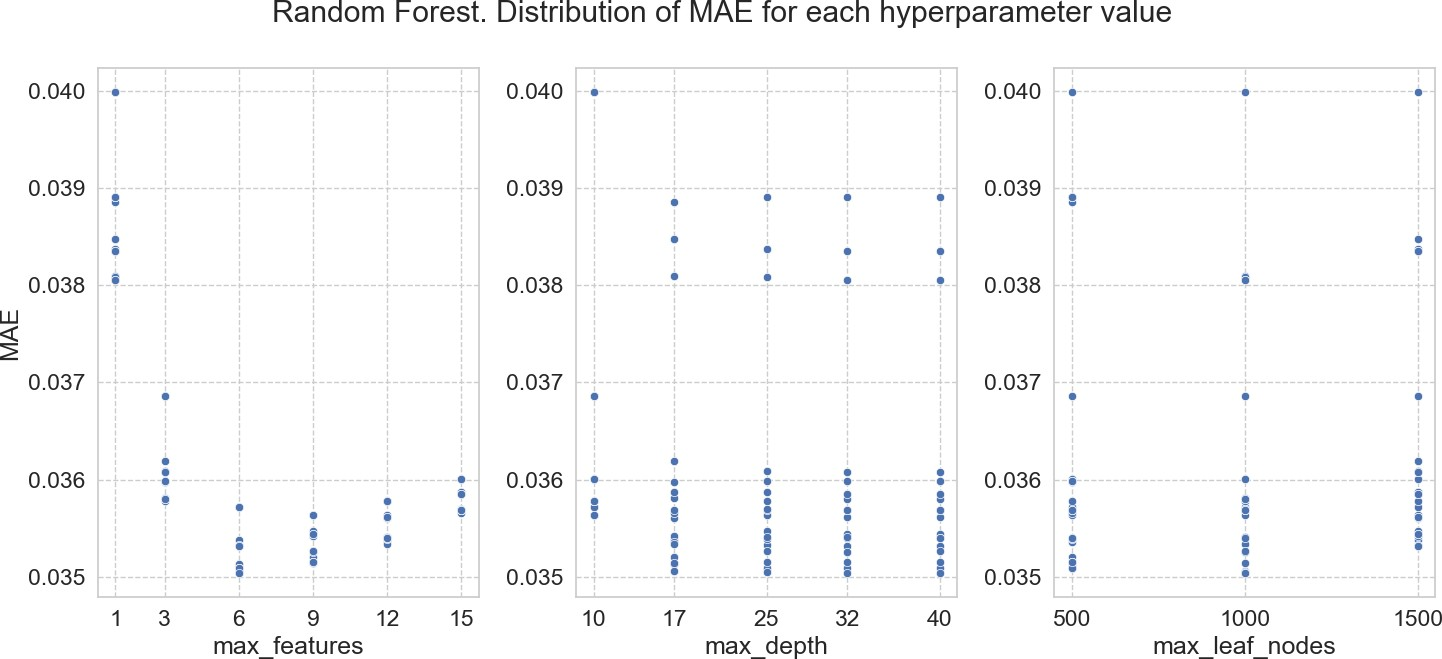 Random Forest. Distribution of MAE for each hyperparameter value
MAE
0.040
0.039
0.038
0.037
0.036
0.035
1 3 6 9 12 15
max_features
0.040
0.039
0.038
0.037
0.036
0.035
10 17 25 32 40
max_depth
0.040
0.039
0.038
0.037
0.036
0.035
500 1000 1500
max_leaf_nodes